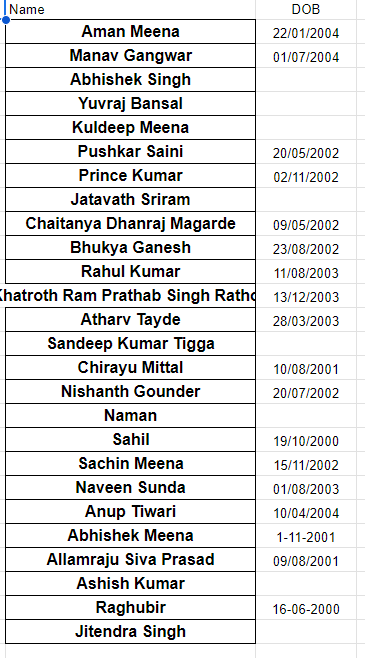 Name DOB
Aman Meena 22/01/2004
Manav Gangwar 01/07/2004
Abhishek Singh
Yuvraj Bansal
Kuldeep Meena
Pushkar Saini 20/05/2002
Prince Kumar 02/11/2002
Jatavath Sriram
Chaitanya Dhanraj Magarde 09/05/2002
Bhukya Ganesh 23/08/2002
Rahul Kumar 11/08/2003
Ram Prathab Singh 13/12/2003
Atharv Tayde 28/03/2003
Sandeep Kumar Tigga
Chirayu Mittal 10/08/2001
Nishanth Gounder 20/07/2002
Naman
Sahil 19/10/2000
Sachin Meena 15/11/2002
Naveen Sunda 01/08/2003
Anup Tiwari 10/04/2004
Abhishek Meena 1-11-2001
Allamraju Siva Prasad 09/08/2001
Ashish Kumar
Raghubir 16-06-2000
Jitendra Singh